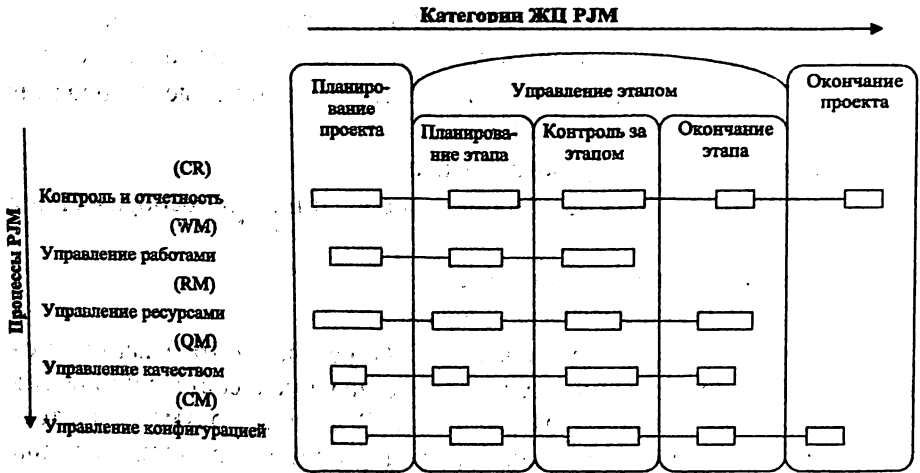 Категории ЖЦ PJM
Планиро-
вание
проекта
Управление этапом
Окончание
проекта
Планирова-
ние этапа
Контроль за
этапом
Окончание
этапа
Процессы PJM
(CR)
Контроль и отчетность
(WM)
Управление работами
(RM)
Управление ресурсами
(QM)
Управление качеством
(CM)
Управление конфигурацией